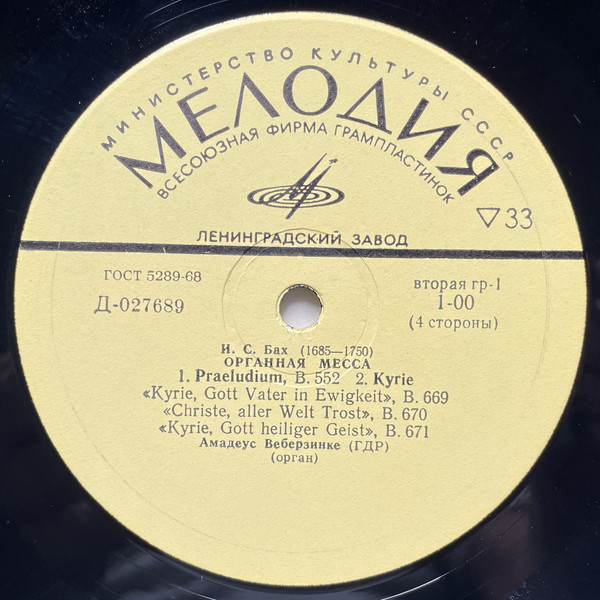 МИНИСТЕРСТВО КУЛЬТУРЫ СССР
МЕЛОДИЯ
ВСЕСОЮЗНАЯ ФИРМА ГРАМПЛАСТИНОК
▽33
ЛЕНИНГРАДСКИЙ ЗАВОД
ГОСТ 5289-68
вторая гр-1
Д-027689
1-00
(4 стороны)
И. С. Бах (1685—1750)
ОРГАННАЯ МЕССА
1. Praeludium, B. 552 2. Kyrie
«Kyrie, Gott Vater in Ewigkeit», B. 669
«Christe, aller Welt Trost», B. 670
«Kyrie, Gott heiliger Geist», B. 671
Амадеус Веберзинке (ГДР)
(орган)